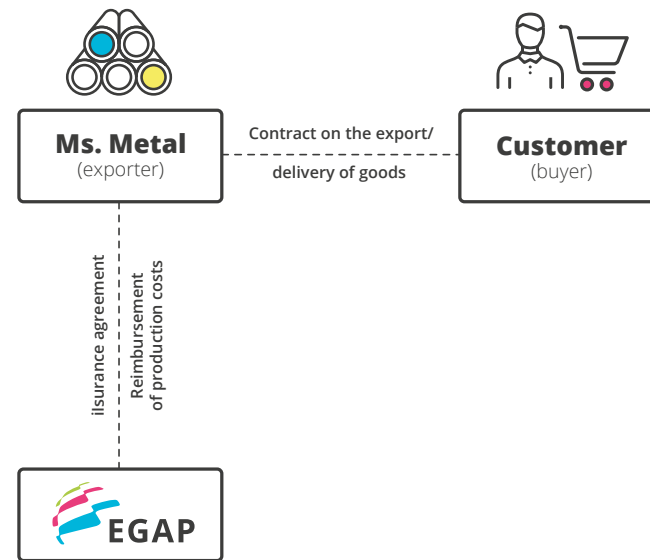 Ms. Metal
(exporter)
Contract on the export/
delivery of goods
Customer
(buyer)
ilsurance agreement
Reimbursement
of production costs
EGAP